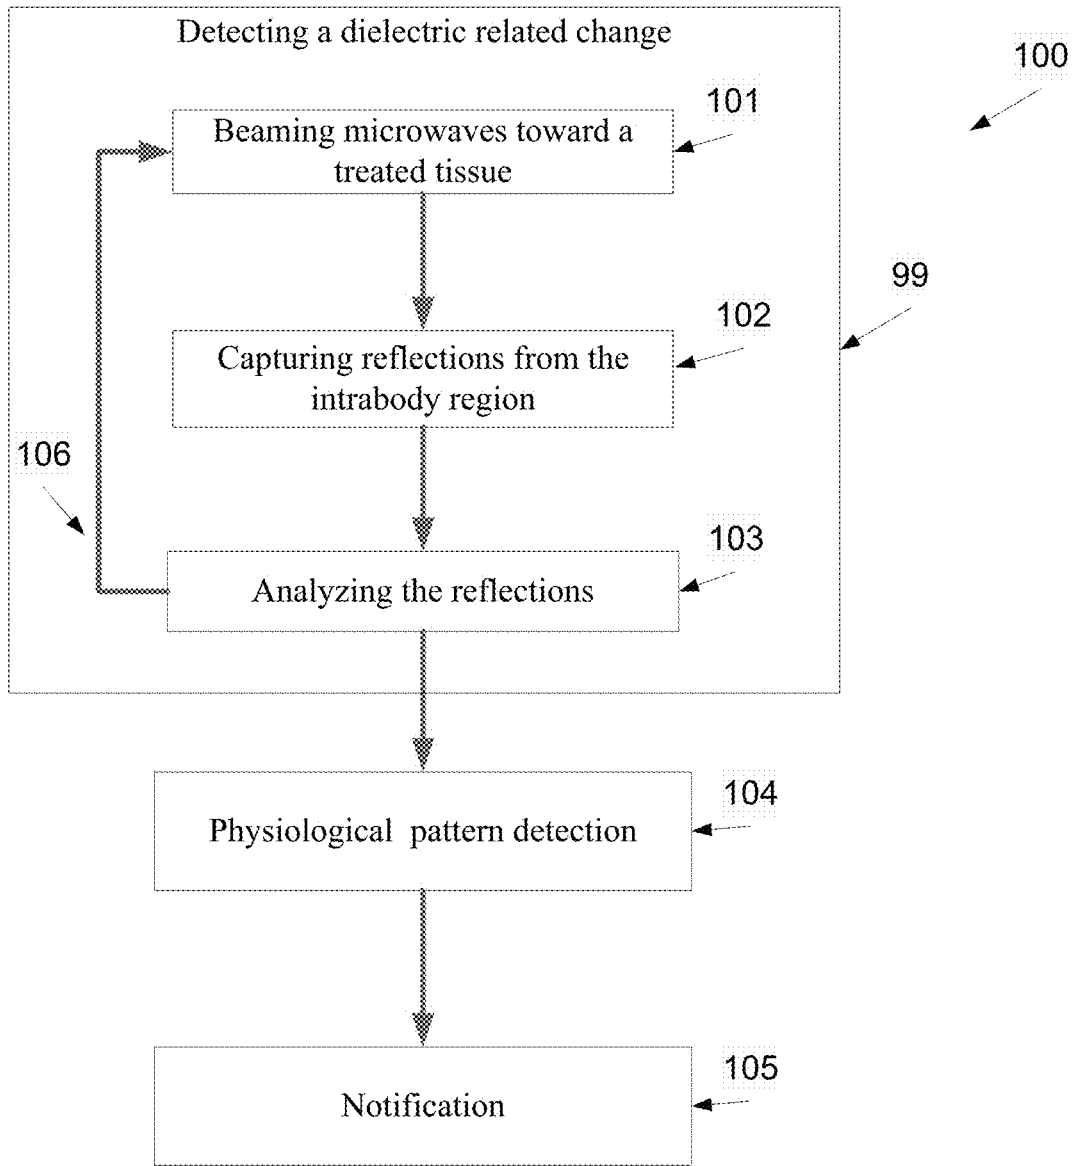 Detecting a dielectric related change
100
101
Beaming microwaves toward a
treated tissue
99
102
Capturing reflections from the
intrabody region
106
103
Analyzing the reflections
104
Physiological pattern detection
105
Notification